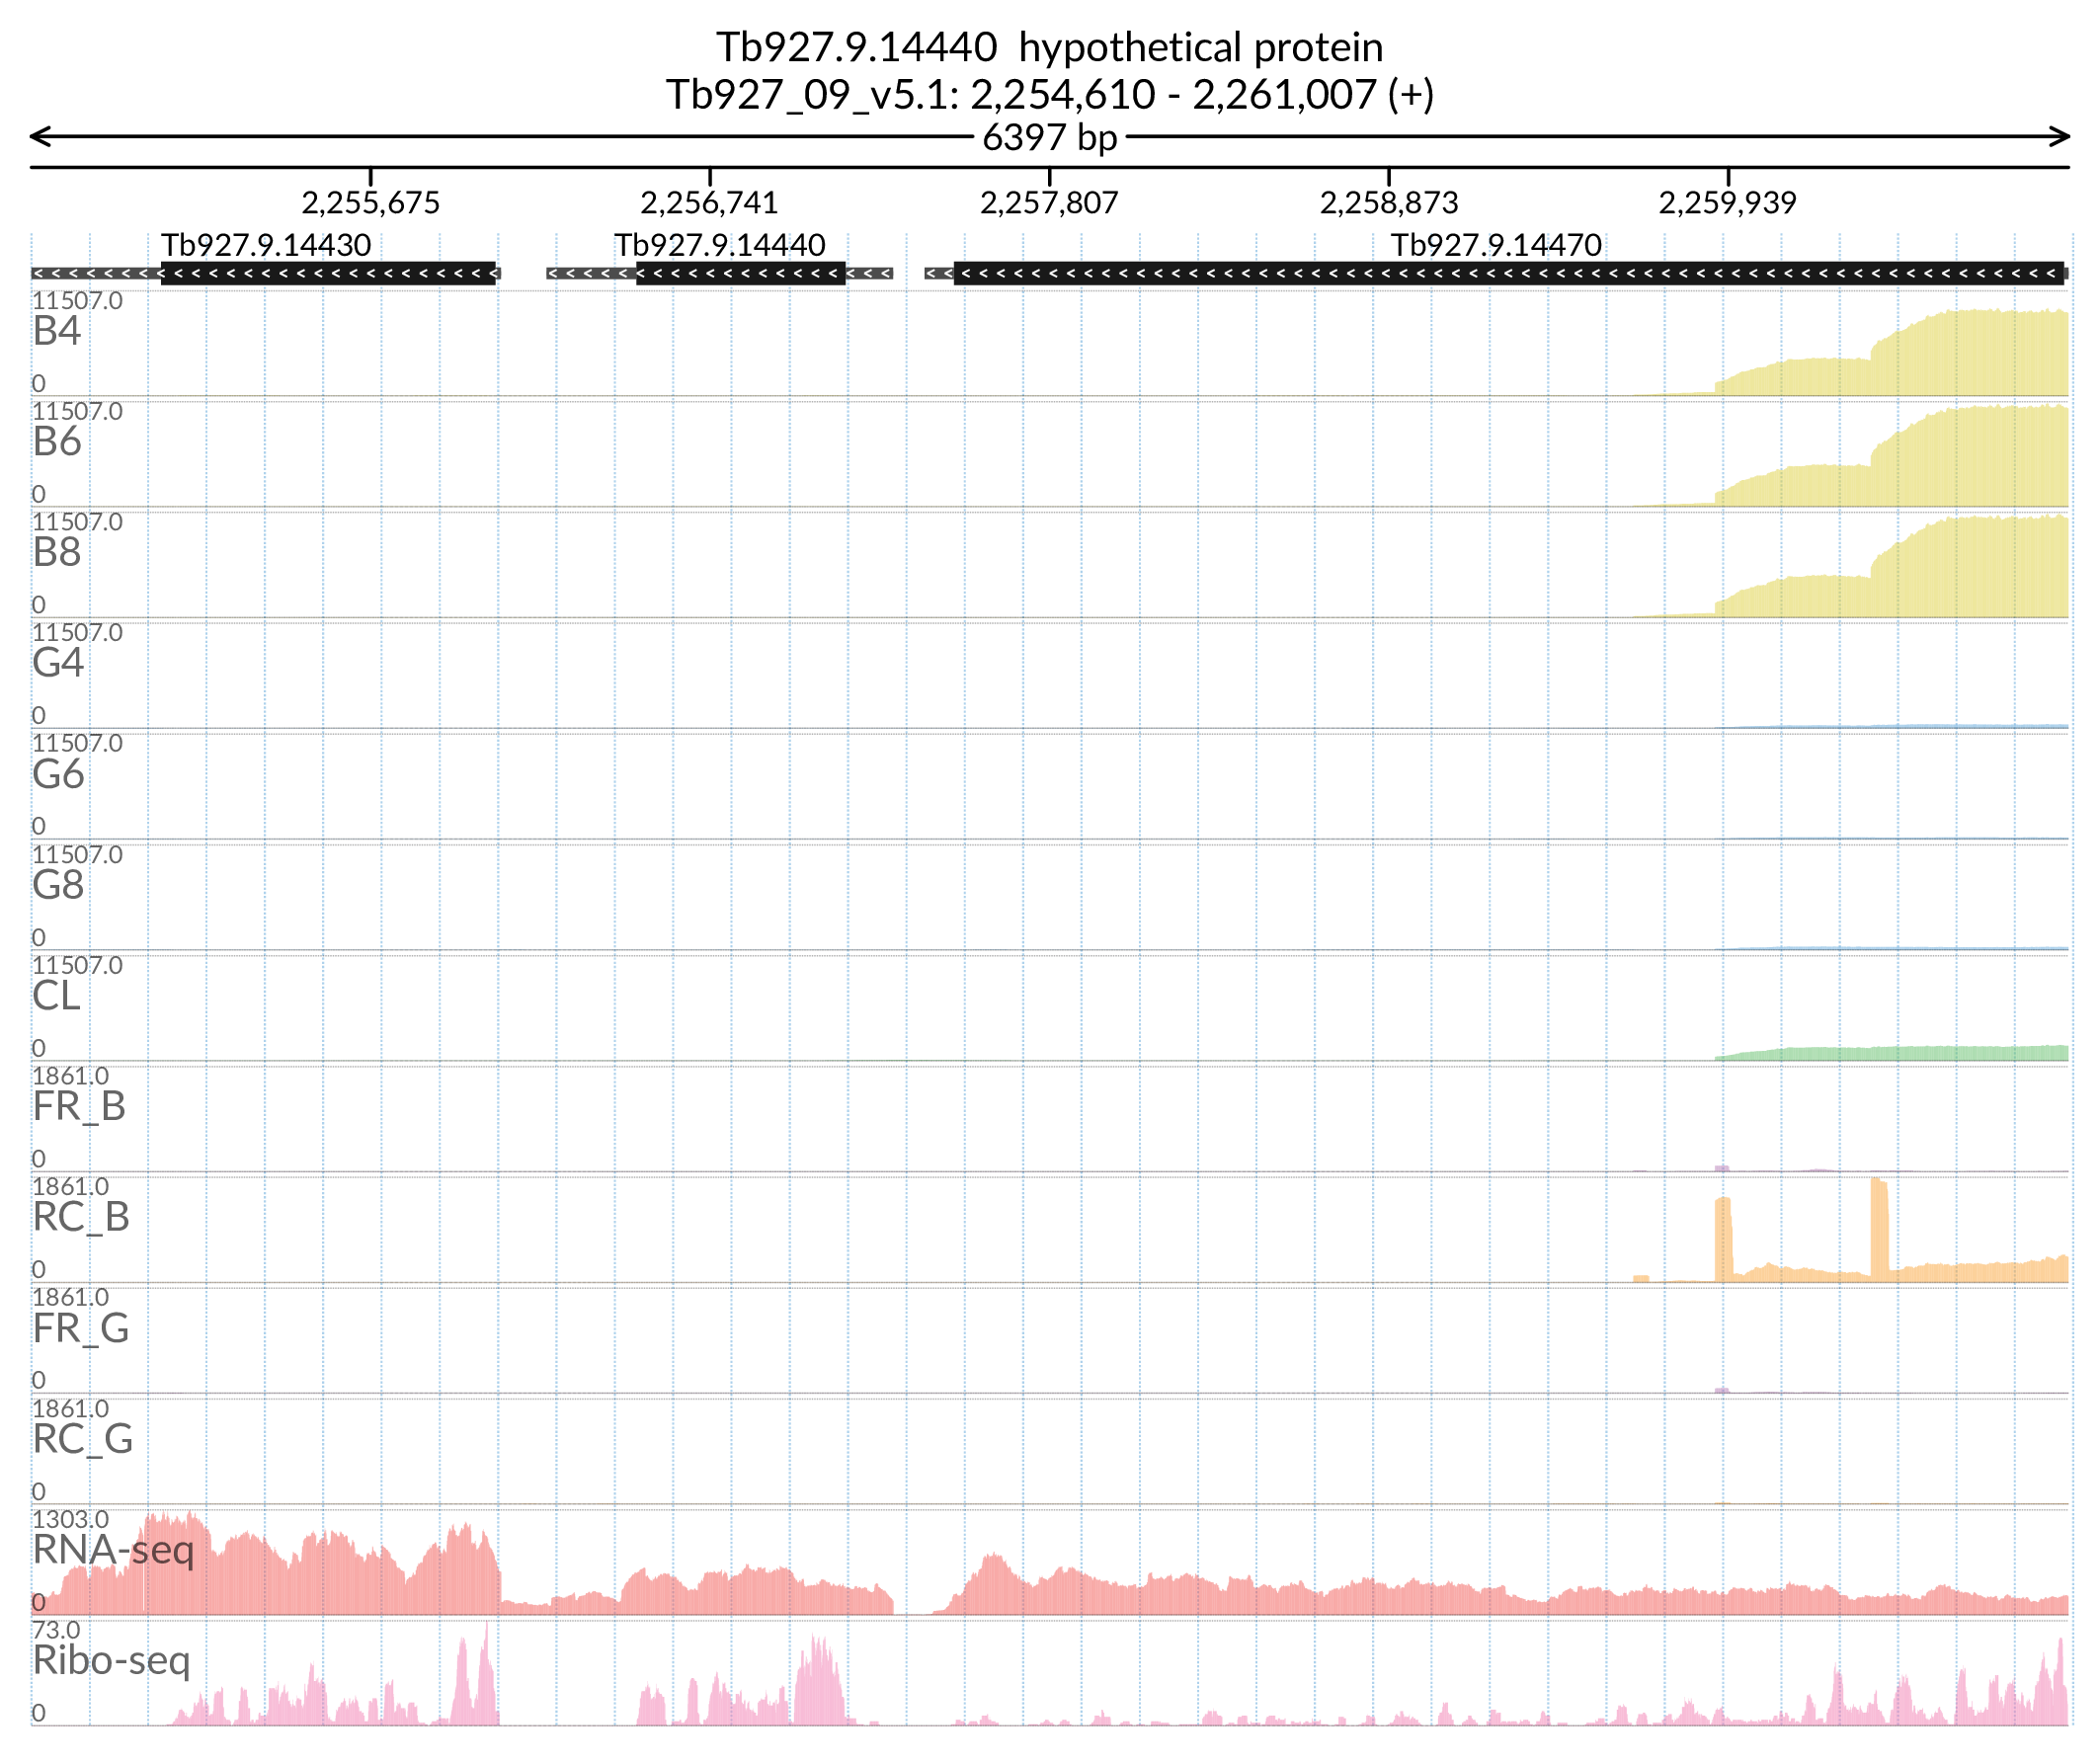 Tb927.9.14440  hypothetical protein
Tb927_09_v5.1: 2,254,610 - 2,261,007 (+)
6397 bp
2,255,675 2,256,741 2,257,807 2,258,873 2,259,939
Tb927.9.14430 Tb927.9.14440 Tb927.9.14470
11507.0
B4
0
11507.0
B6
0
11507.0
B8
0
11507.0
G4
0
11507.0
G6
0
11507.0
G8
0
11507.0
CL
0
1861.0
FR_B
0
1861.0
RC_B
0
1861.0
FR_G
0
1861.0
RC_G
0
1303.0
RNA-seq
0
73.0
Ribo-seq
0